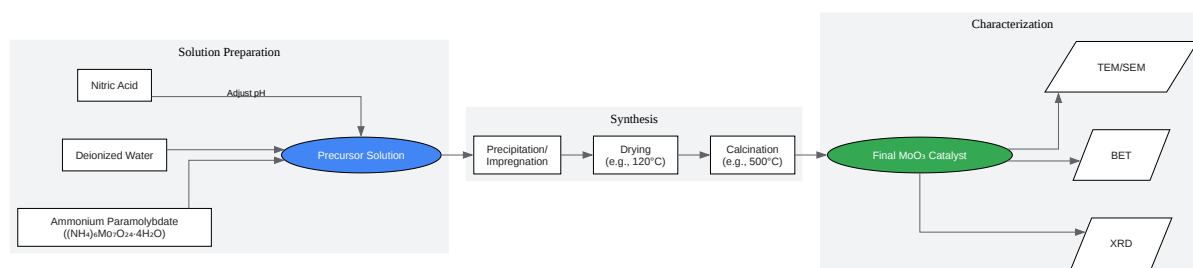 Solution Preparation
Nitric Acid
Adjust pH
Deionized Water
Precursor Solution
Ammonium Paramolybdate
((NH₄)₆Mo₇O₂₄·4H₂O)
Synthesis
Precipitation/
Impregnation
Drying
(e.g., 120°C)
Calcination
(e.g., 500°C)
Characterization
Final MoO₃ Catalyst
TEM/SEM
BET
XRD